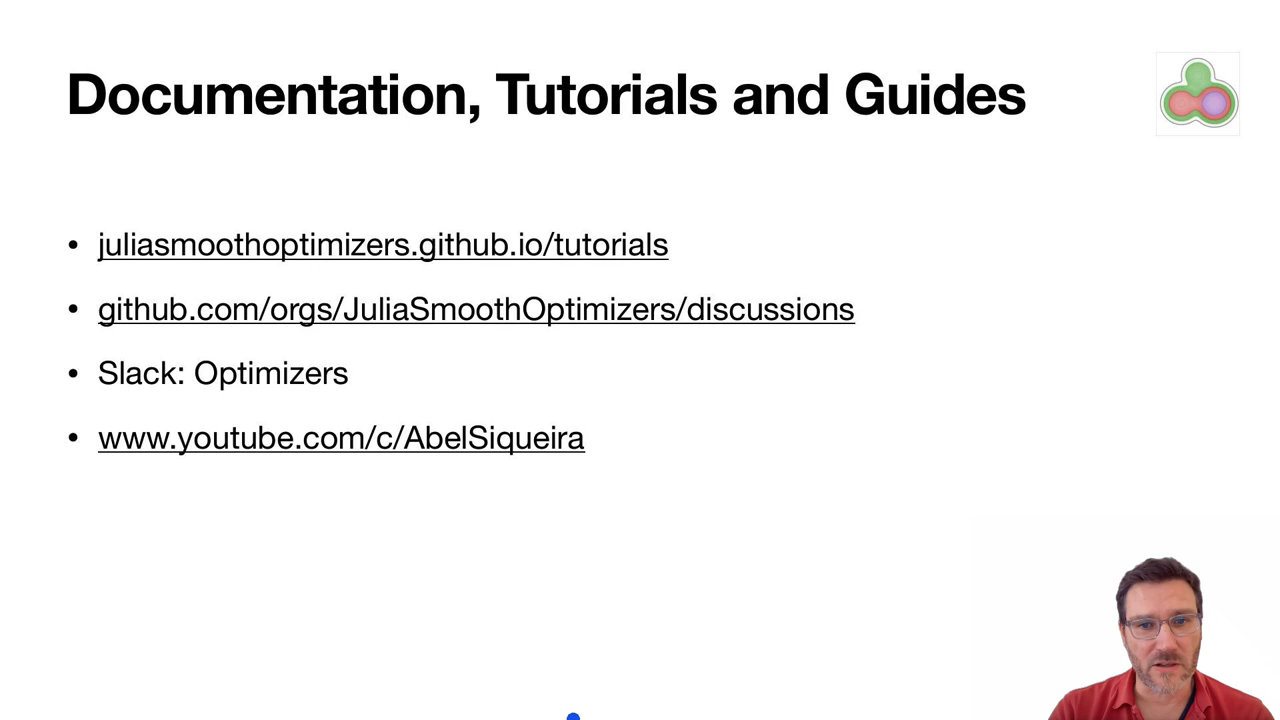 Documentation, Tutorials and Guides
• juliasmoothoptimizers.github.io/tutorials
• github.com/orgs/JuliaSmoothOptimizers/discussions
• Slack: Optimizers
• www.youtube.com/c/AbelSiqueira